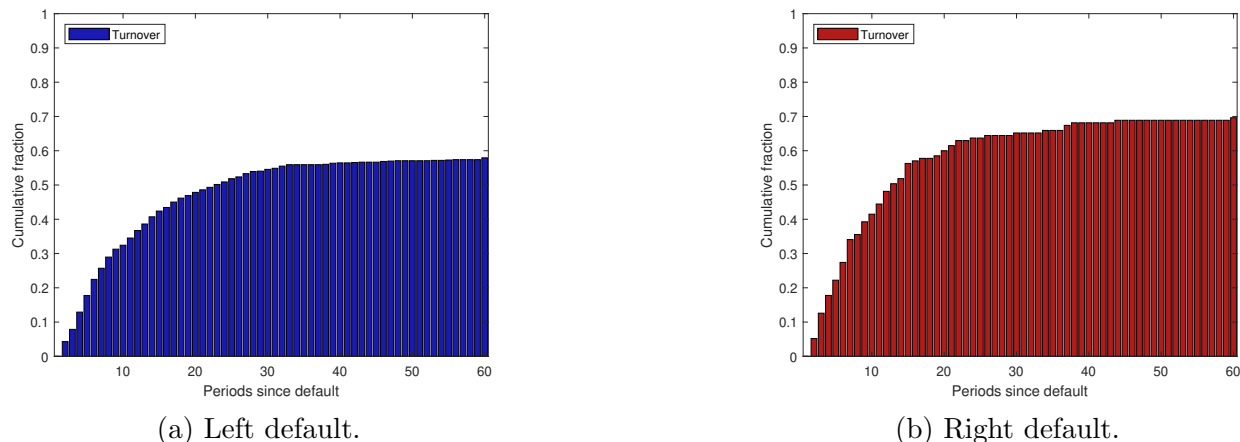 1
0.9
0.8
0.7
0.6
0.5
0.4
0.3
0.2
0.1
0
Cumulative fraction
Turnover
10 20 30 40 50 60
Periods since default
(a) Left default.
1
0.9
0.8
0.7
0.6
0.5
0.4
0.3
0.2
0.1
0
Cumulative fraction
Turnover
10 20 30 40 50 60
Periods since default
(b) Right default.